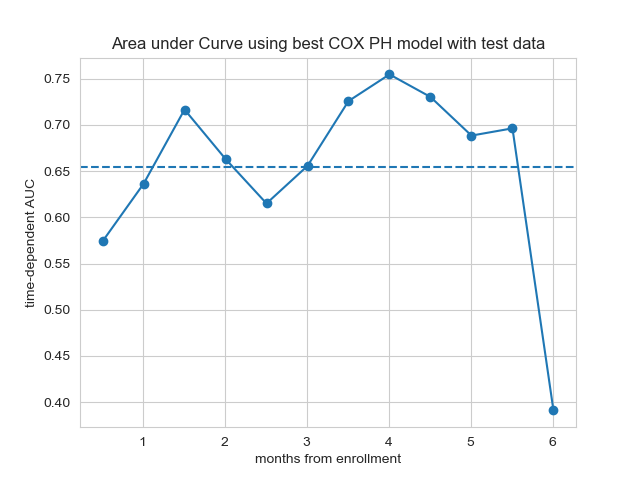 Area under Curve using best COX PH model with test data
time-dependent AUC
0.75
0.70
0.65
0.60
0.55
0.50
0.45
0.40
1 2 3 4 5 6
months from enrollment